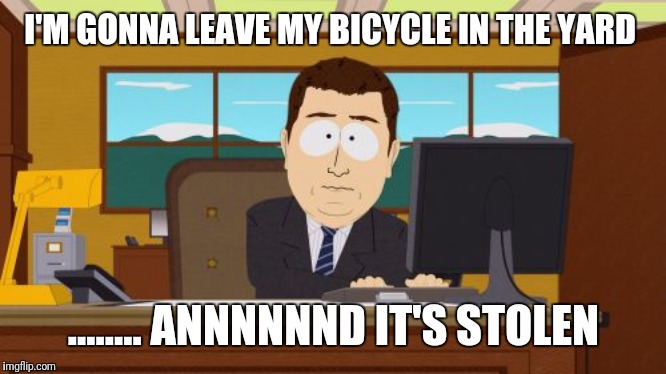 I'M GONNA LEAVE MY BICYCLE IN THE YARD
........ ANNNNNND IT'S STOLEN
imgflip.com